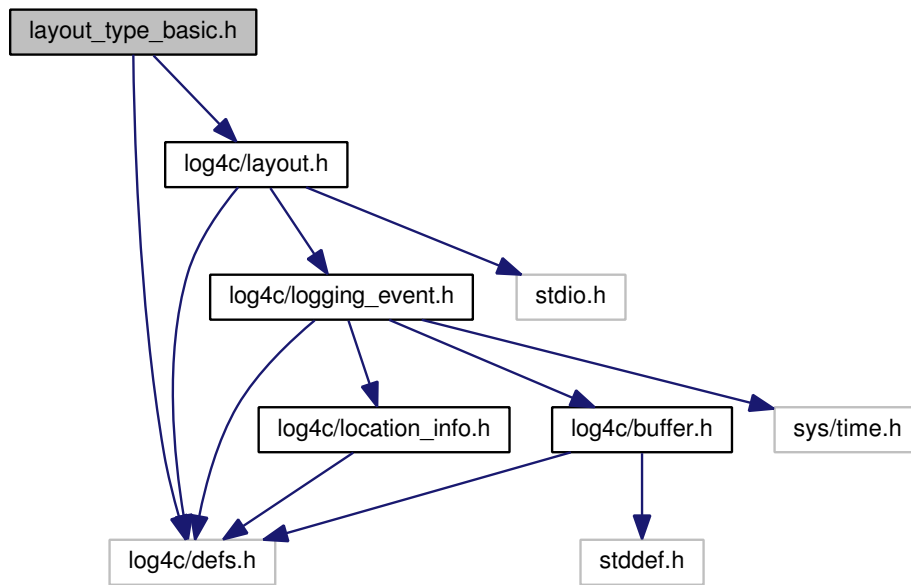 layout_type_basic.h
log4c/layout.h
log4c/logging_event.h
stdio.h
log4c/location_info.h
log4c/buffer.h
sys/time.h
log4c/defs.h
stddef.h